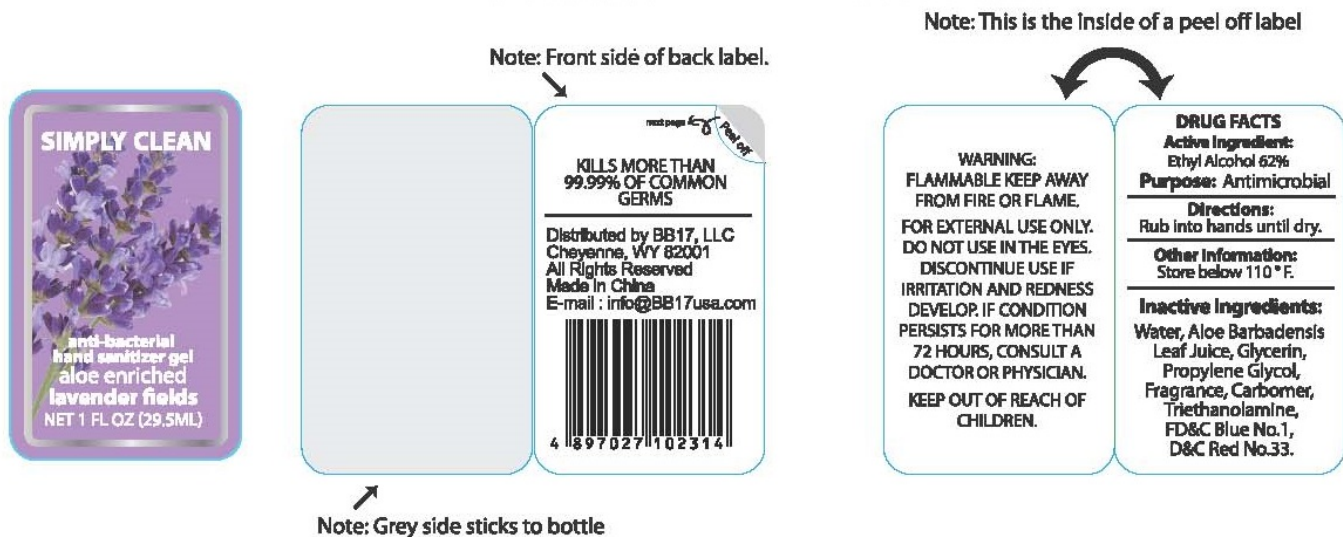 Note: This is the inside of a peel off label
Note: Front side of back label.
SIMPLY CLEAN
anti-bacterial
hand sanitizer gel
aloe enriched
lavender fields
NET 1 FL OZ (29.5ML)
next page
Peel off
KILLS MORE THAN
99.99% OF COMMON
GERMS
Distributed by BB17, LLC
Cheyenne, WY 82001
All Rights Reserved
Made In China
E-mail : info@BB17usa.com
4 897027 102314
Note: Grey side sticks to bottle
WARNING:
FLAMMABLE KEEP AWAY
FROM FIRE OR FLAME.
FOR EXTERNAL USE ONLY.
DO NOT USE IN THE EYES.
DISCONTINUE USE IF
IRRITATION AND REDNESS
DEVELOP. IF CONDITION
PERSISTS FOR MORE THAN
72 HOURS, CONSULT A
DOCTOR OR PHYSICIAN.
KEEP OUT OF REACH OF
CHILDREN.
DRUG FACTS
Active Ingredient:
Ethyl Alcohol 62%
Purpose: Antimicrobial
Directions:
Rub into hands until dry.
Other Information:
Store below 110° F.
Inactive Ingredients:
Water, Aloe Barbadensis
Leaf Juice, Glycerin,
Propylene Glycol,
Fragrance, Carbomer,
Triethanolamine,
FD&C Blue No.1,
D&C Red No.33.